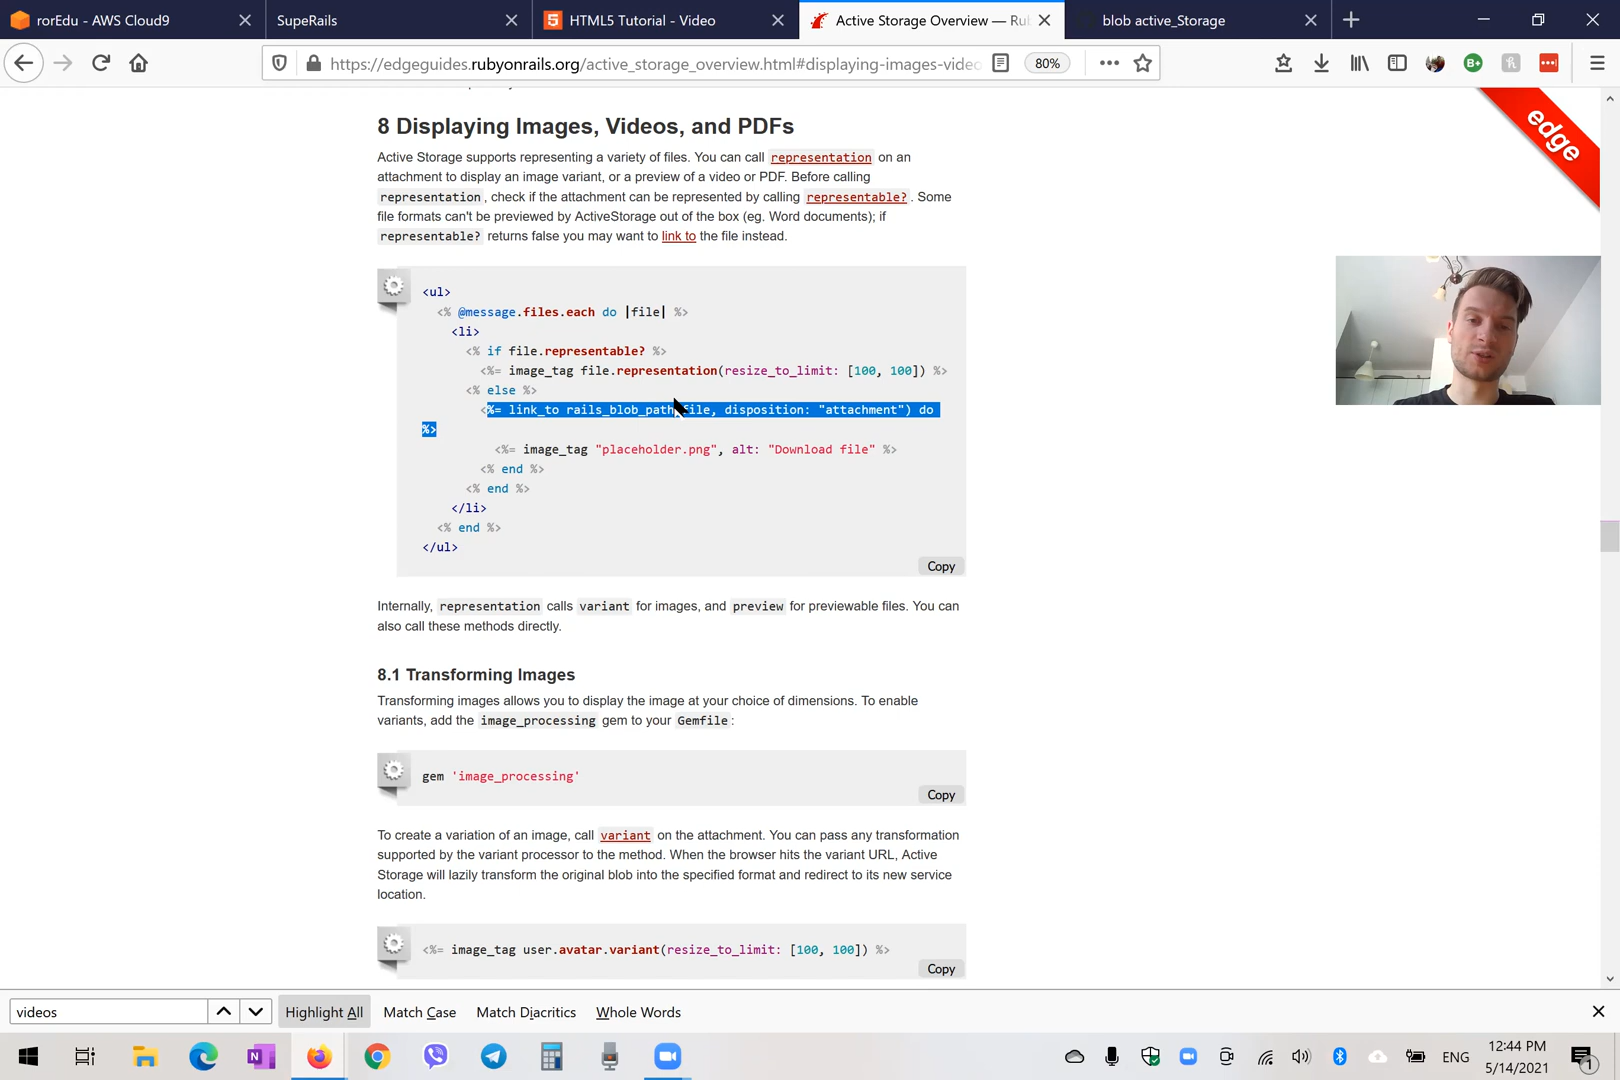 rorEdu - AWS Cloud9
SupeRails
HTML5 Tutorial - Video
Active Storage Overview — Ru
blob active_Storage
https://edgeguides.rubyonrails.org/active_storage_overview.html#displaying-images-video
80%
edge
8 Displaying Images, Videos, and PDFs
Active Storage supports representing a variety of files. You can call representation on an
attachment to display an image variant, or a preview of a video or PDF. Before calling
representation , check if the attachment can be represented by calling representable? . Some
file formats can't be previewed by ActiveStorage out of the box (eg. Word documents); if
representable? returns false you may want to link to the file instead.
<ul>
<% @message.files.each do |file| %>
<li>
<% if file.representable? %>
<%= image_tag file.representation(resize_to_limit: [100, 100]) %>
<% else %>
<%= link_to rails_blob_path file, disposition: "attachment") do
%>
<%= image_tag "placeholder.png", alt: "Download file" %>
<% end %>
<% end %>
</li>
<% end %>
</ul>
Copy
Internally, representation calls variant for images, and preview for previewable files. You can
also call these methods directly.
8.1 Transforming Images
Transforming images allows you to display the image at your choice of dimensions. To enable
variants, add the image_processing gem to your Gemfile :
gem 'image_processing'
Copy
To create a variation of an image, call variant on the attachment. You can pass any transformation
supported by the variant processor to the method. When the browser hits the variant URL, Active
Storage will lazily transform the original blob into the specified format and redirect to its new service
location.
<%= image_tag user.avatar.variant(resize_to_limit: [100, 100]) %>
Copy
videos
Highlight All
Match Case
Match Diacritics
Whole Words
ENG
12:44 PM
5/14/2021
1